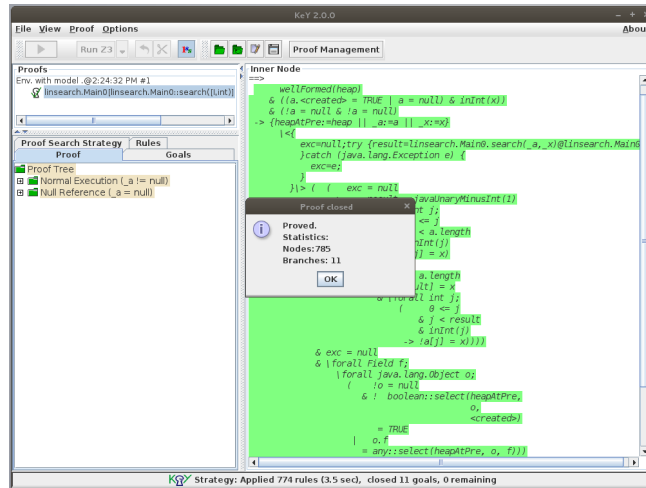 KeY 2.0.0
File View Proof Options Abou
Run Z3 Proof Management
Proofs
Env. with model .@2:24:32 PM #1
linsearch.Main0[linsearch.Main0::search([I,int)]
Proof Search Strategy Rules
Proof Goals
Proof Tree
Normal Execution (_a != null)
Null Reference (_a = null)
Inner Node
==>
wellFormed(heap)
& ((a.<created> = TRUE | a = null) & inInt(x))
& (!a = null & !a = null)
-> {heapAtPre:=heap || _a:=a || _x:=x}
\<{
exc=null;try {result=linsearch.Main0.search(_a,_x)@linsearch.Main0
}catch (java.lang.Exception e) {
exc=e;
}
}\> ( ( exc = null
javaUnaryMinusInt(1)
nt j;
<= j
< a.length
nInt(j)
j] = x)
a.length
ult] = x
& \forall int j;
( 0 <= j
& j < result
& inInt(j)
-> !a[j] = x))))
& exc = null
& \forall Field f;
\forall java.lang.Object o;
( !o = null
& ! boolean::select(heapAtPre,
o,
<created>)
= TRUE
| o.f
= any::select(heapAtPre, o, f)))
Proof closed
Proved.
Statistics:
Nodes:785
Branches: 11
OK
KeY Strategy: Applied 774 rules (3.5 sec), closed 11 goals, 0 remaining